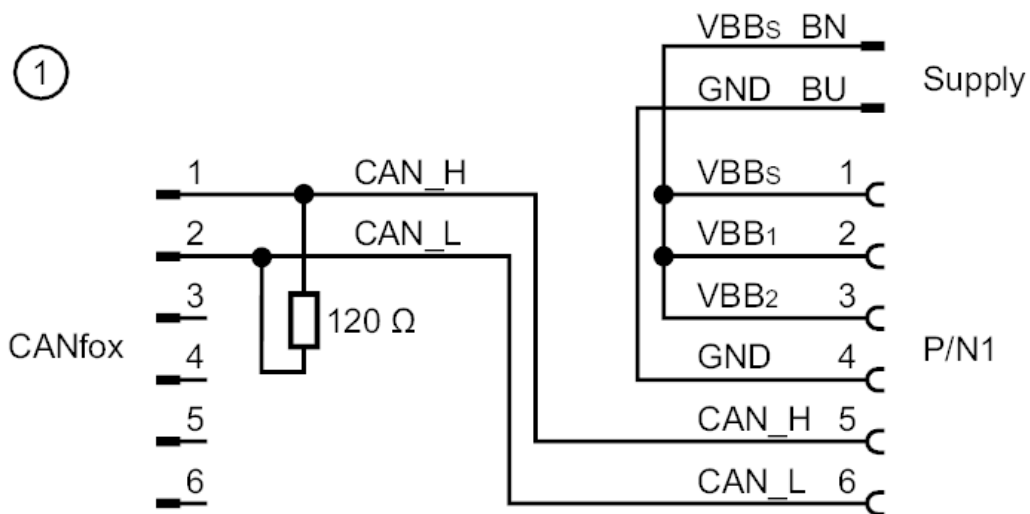 1
VBBs BN
Supply
GND BU
1 CAN_H
VBBs 1
2 CAN_L
VBB1 2
3
120 Ω
VBB2 3
CANfox
P/N1
4
GND 4
5
CAN_H 5
6
CAN_L 6